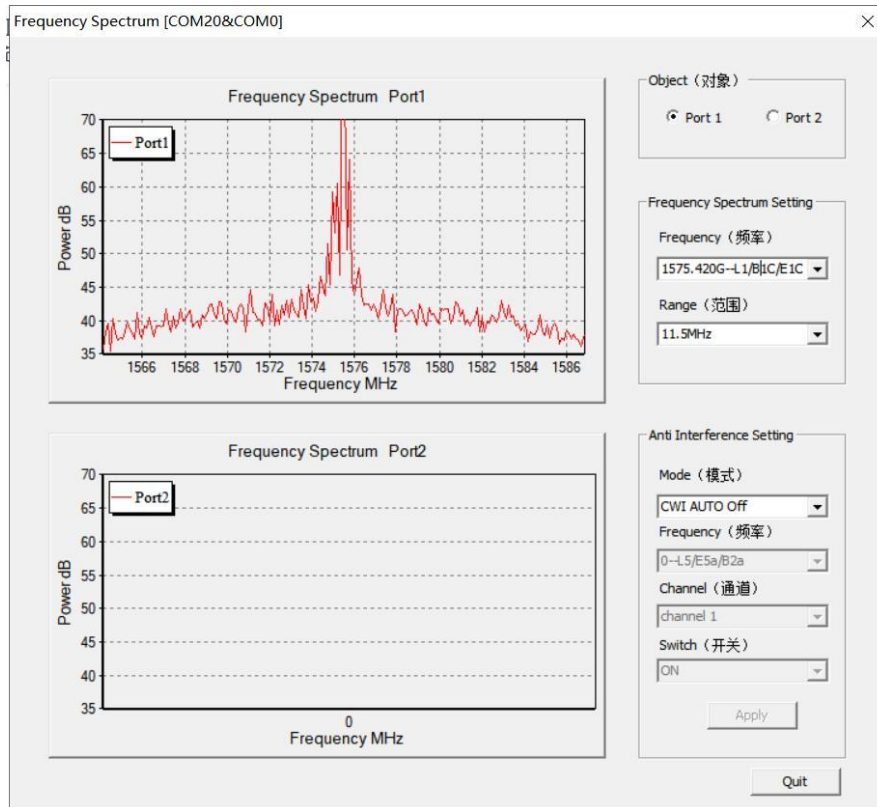 Frequency Spectrum [COM20&COM0]
Frequency Spectrum Port1
70
65
60
55
50
45
40
35
Power dB
Port1
1566 1568 1570 1572 1574 1576 1578 1580 1582 1584 1586
Frequency MHz
Object（对象）
Port 1 Port 2
Frequency Spectrum Setting
Frequency（频率）
1575.420G--L1/B1C/E1C
Range（范围）
11.5MHz
Frequency Spectrum Port2
70
65
60
55
50
45
40
35
Power dB
Port2
0
Frequency MHz
Anti Interference Setting
Mode（模式）
CWI AUTO Off
Frequency（频率）
0--L5/E5a/B2a
Channel（通道）
channel 1
Switch（开关）
ON
Apply
Quit